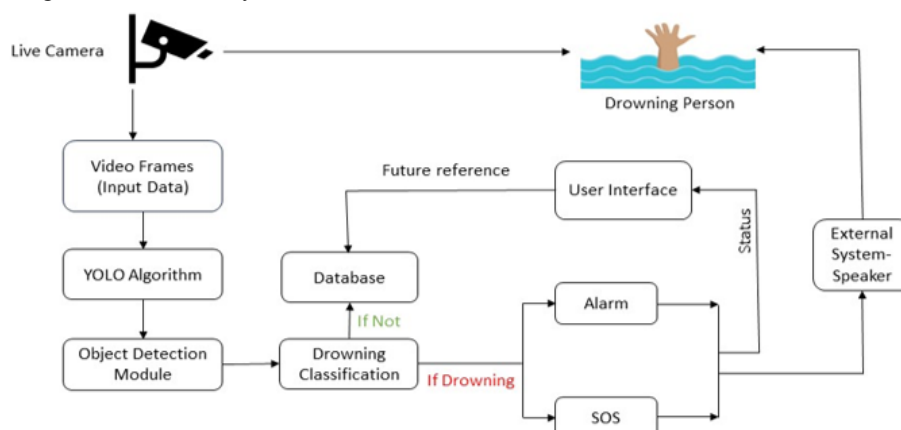 Live Camera
Drowning Person
Video Frames
(Input Data)
Future reference
User Interface
Status
External
System-
Speaker
YOLO Algorithm
Database
Alarm
If Not
Object Detection
Module
Drowning
Classification
If Drowning
SOS